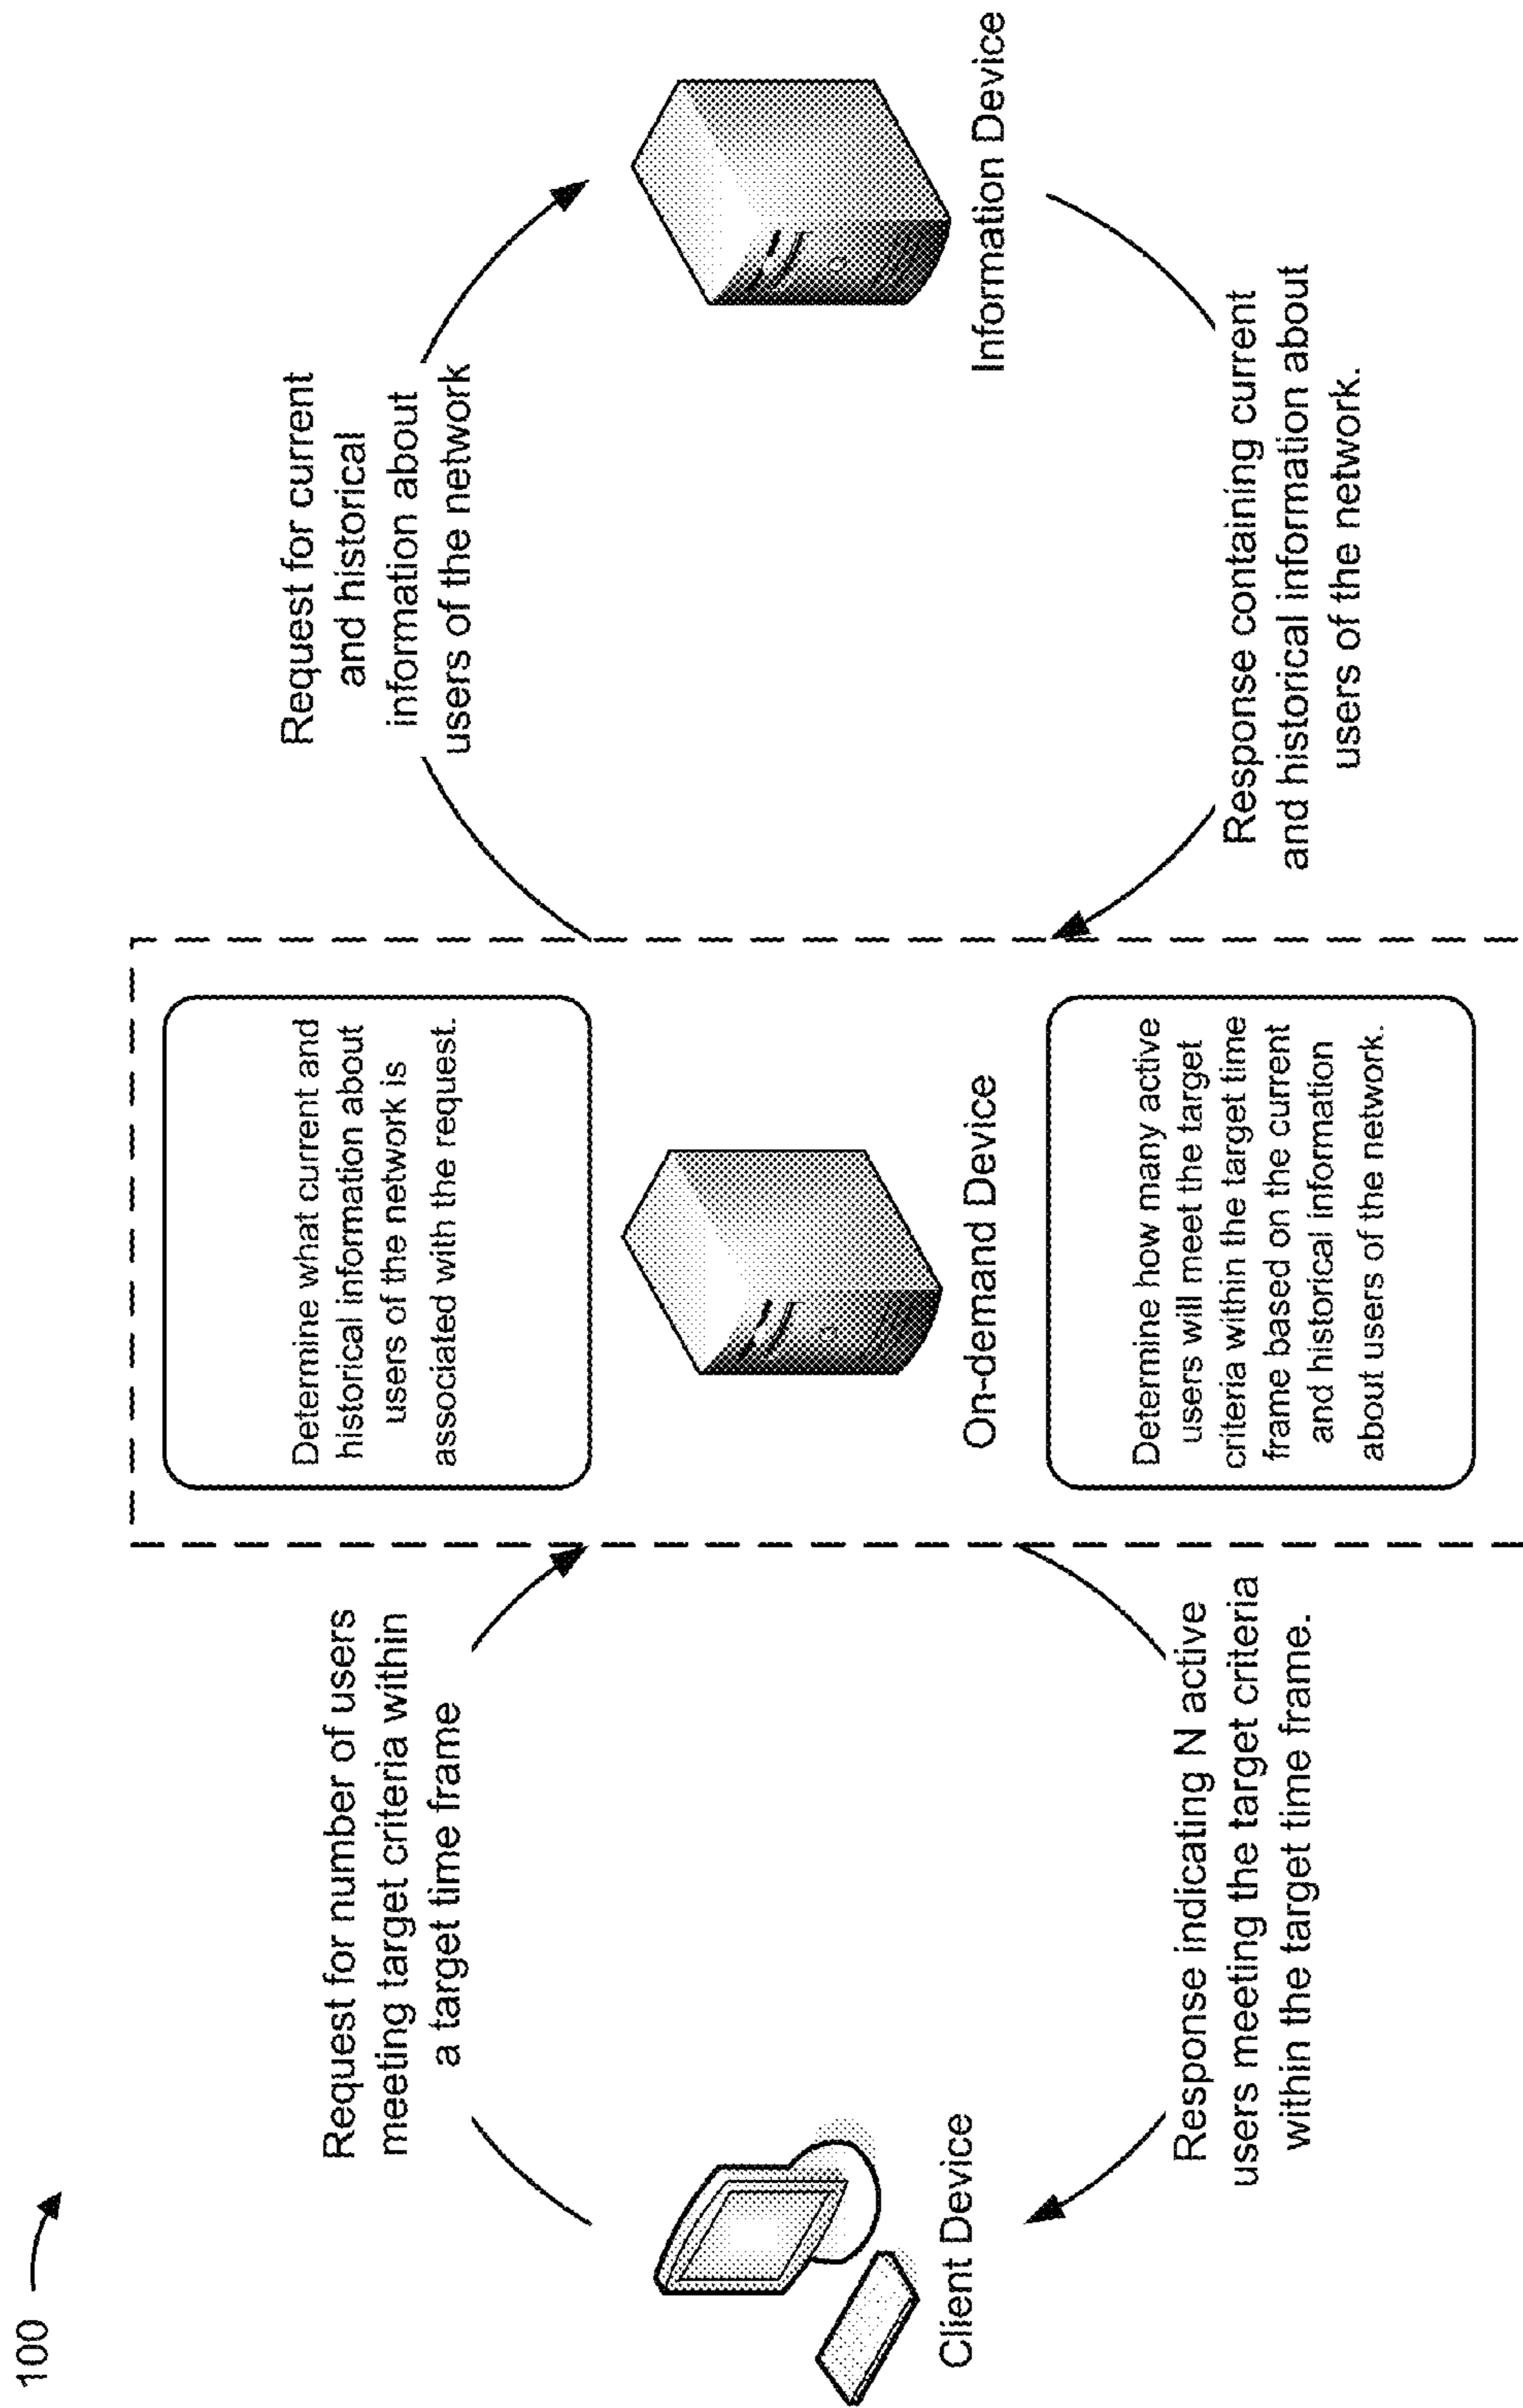 100
Request for number of users
meeting target criteria within
a target time frame
Client Device
Response indicating N active
users meeting the target criteria
within the target time frame.
Determine what current and
historical information about
users of the network is
associated with the request.
On-demand Device
Determine how many active
users will meet the target
criteria within the target time
frame based on the current
and historical information
about users of the network.
Request for current
and historical
information about
users of the network
Information Device
Response containing current
and historical information about
users of the network.